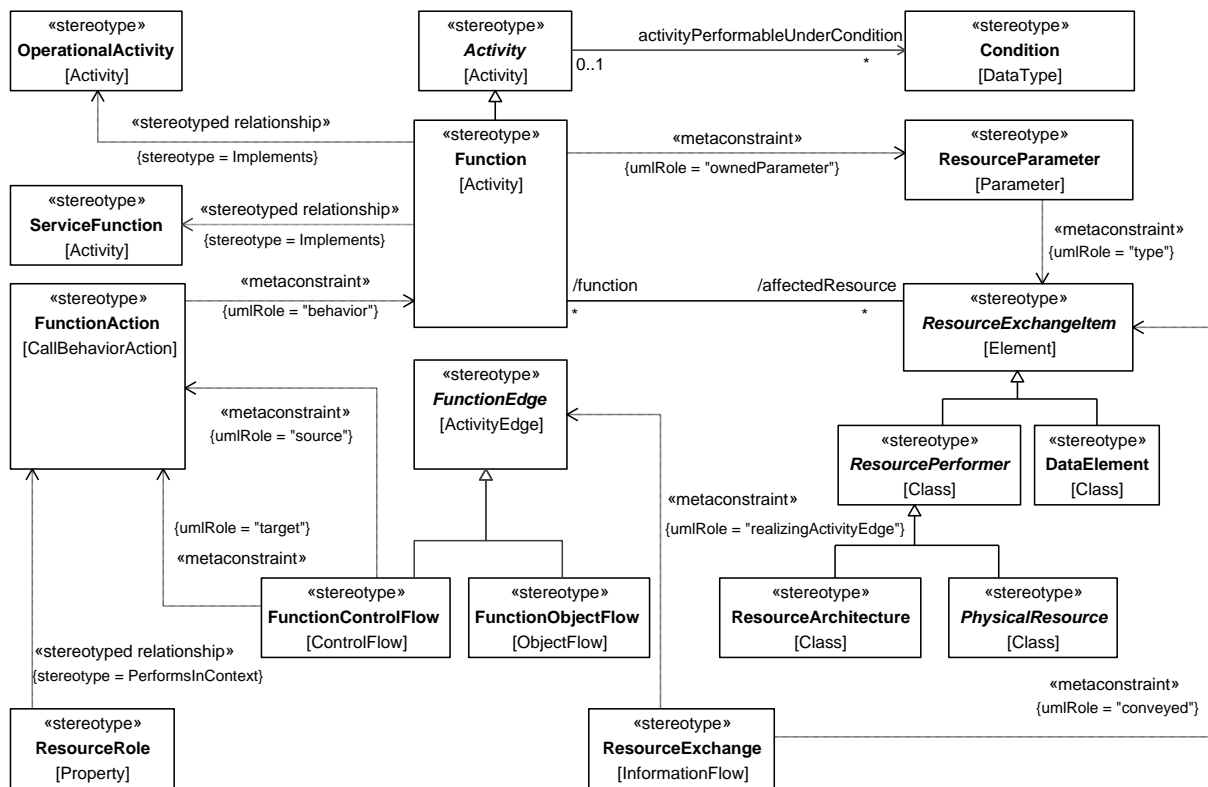 «stereotype»
OperationalActivity
[Activity]
«stereotype»
Activity
[Activity]
activityPerformableUnderCondition
0..1
*
«stereotype»
Condition
[DataType]
«stereotyped relationship»
{stereotype = Implements}
«stereotype»
Function
[Activity]
«metaconstraint»
{umlRole = "ownedParameter"}
«stereotype»
ResourceParameter
[Parameter]
«stereotype»
ServiceFunction
[Activity]
«stereotyped relationship»
{stereotype = Implements}
«metaconstraint»
{umlRole = "type"}
«stereotype»
FunctionAction
[CallBehaviorAction]
«metaconstraint»
{umlRole = "behavior"}
/function
*
/affectedResource
*
«stereotype»
ResourceExchangeItem
[Element]
«stereotype»
FunctionEdge
[ActivityEdge]
«metaconstraint»
{umlRole = "source"}
«stereotype»
ResourcePerformer
[Class]
«stereotype»
DataElement
[Class]
«metaconstraint»
{umlRole = "realizingActivityEdge"}
{umlRole = "target"}
«metaconstraint»
«stereotype»
FunctionControlFlow
[ControlFlow]
«stereotype»
FunctionObjectFlow
[ObjectFlow]
«stereotype»
ResourceArchitecture
[Class]
«stereotype»
PhysicalResource
[Class]
«stereotyped relationship»
{stereotype = PerformsInContext}
«metaconstraint»
{umlRole = "conveyed"}
«stereotype»
ResourceRole
[Property]
«stereotype»
ResourceExchange
[InformationFlow]